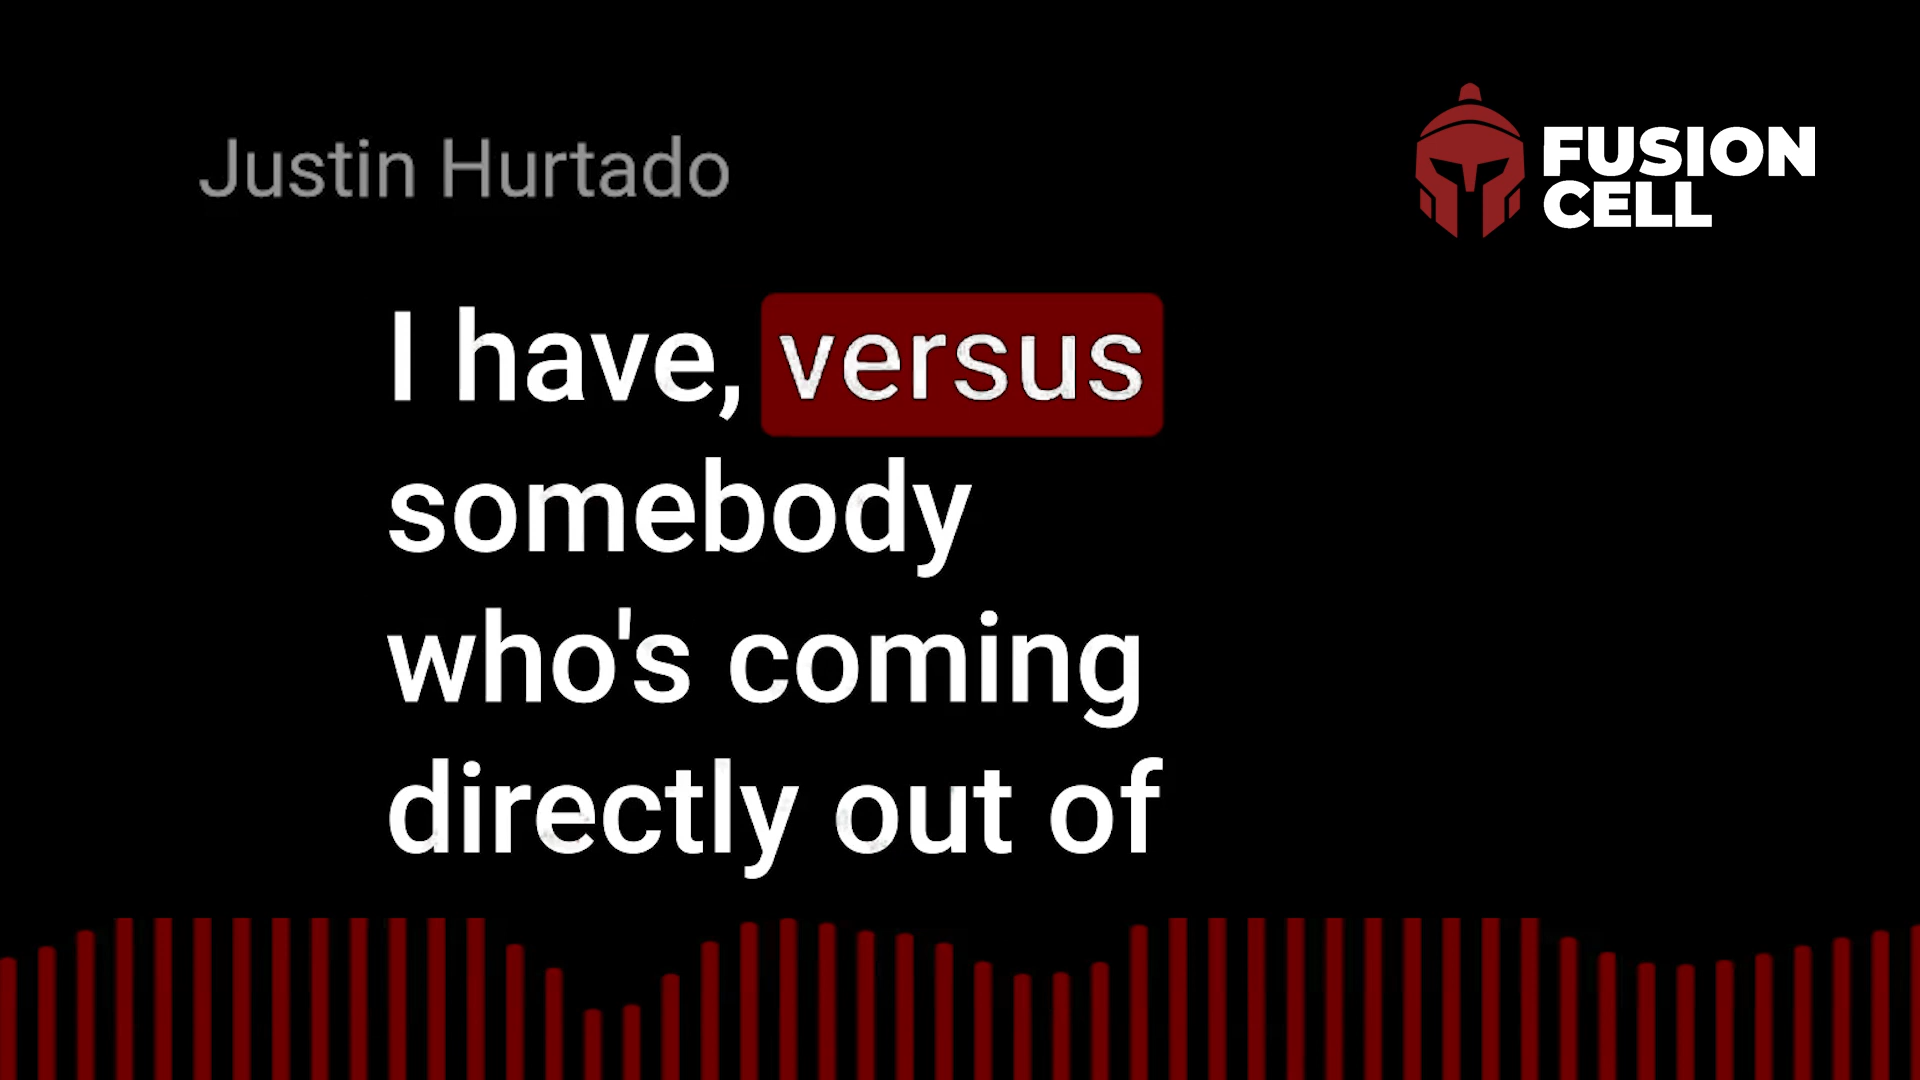 Justin Hurtado
FUSION
CELL
I have, versus
somebody
who's coming
directly out of